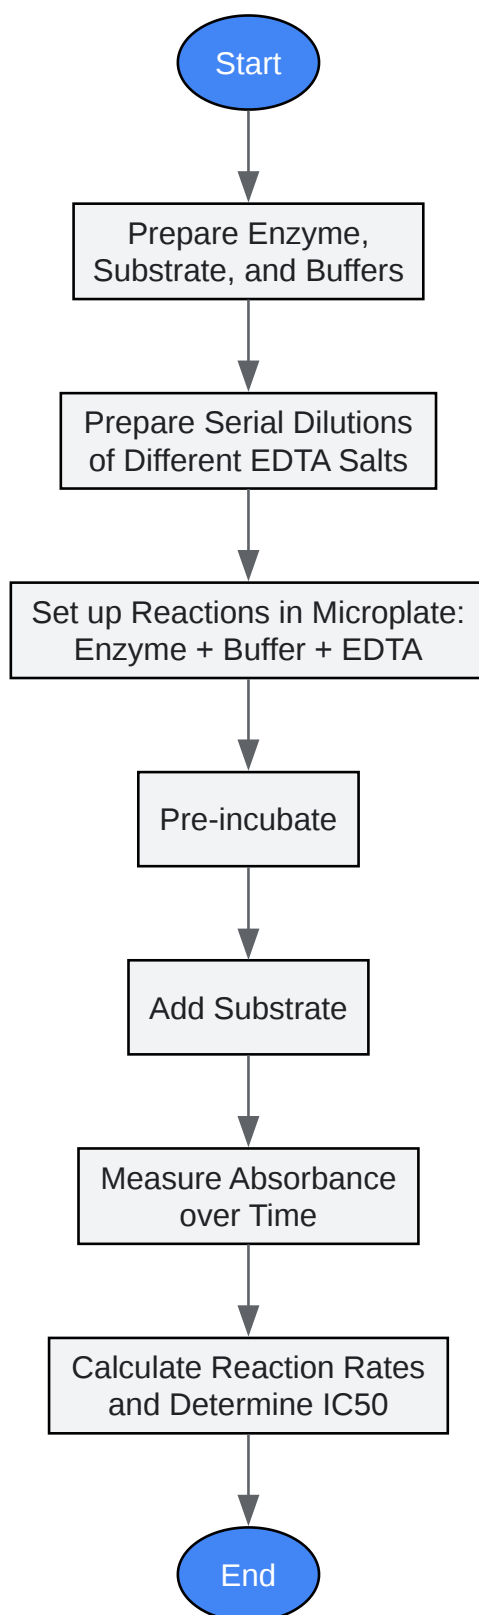 Start
Prepare Enzyme,
Substrate, and Buffers
Prepare Serial Dilutions
of Different EDTA Salts
Set up Reactions in Microplate:
Enzyme + Buffer + EDTA
Pre-incubate
Add Substrate
Measure Absorbance
over Time
Calculate Reaction Rates
and Determine IC50
End